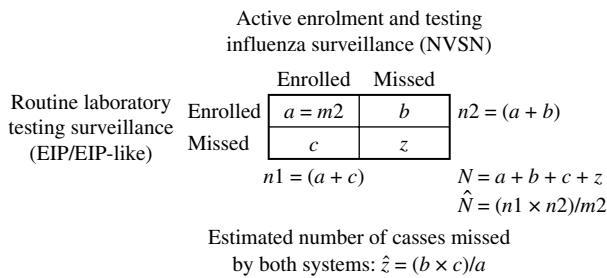 Active enrolment and testing
influenza surveillance (NVSN)
Enrolled Missed
Routine laboratory
testing surveillance
(EIP/EIP-like)
Enrolled a = m2 b n2 = (a + b)
Missed c z
n1 = (a + c) N = a + b + c + z
N̂ = (n1 × n2)/m2
Estimated number of casses missed
by both systems: ẑ = (b × c)/a